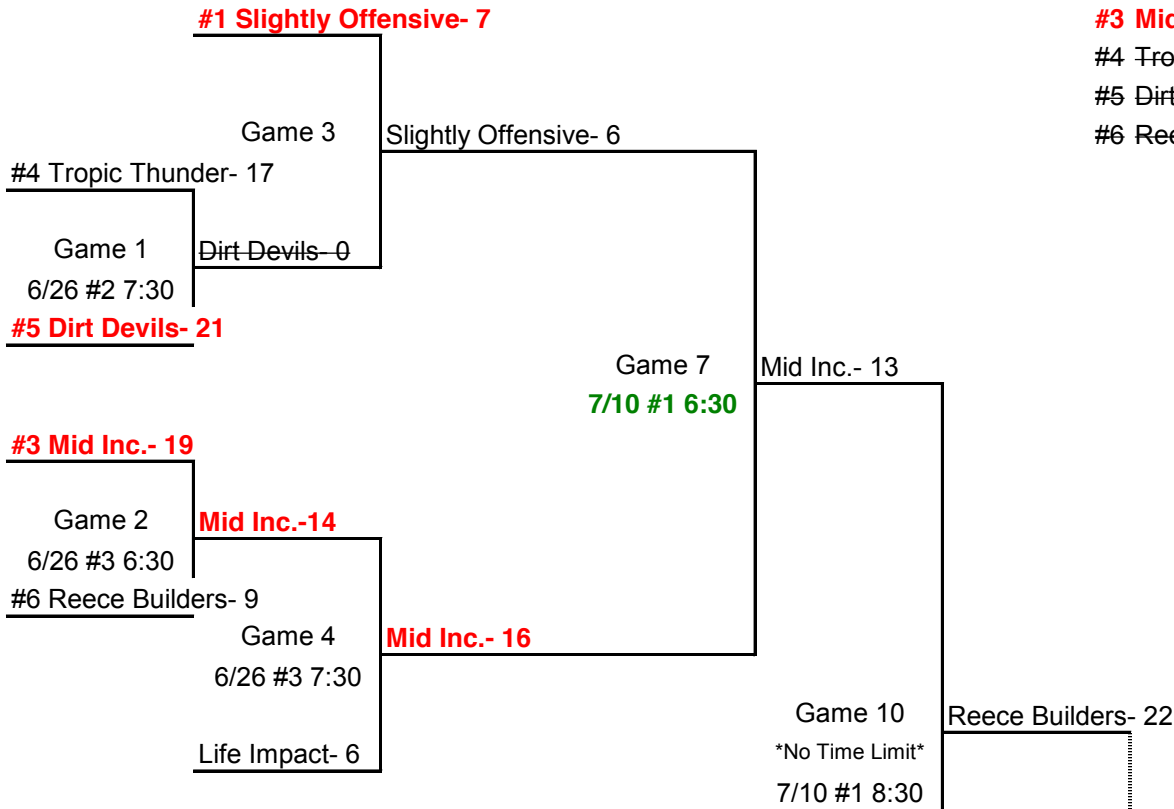 #1 Slightly Offensive- 7
#3
#4
#5
#6
Game 3
Slightly Offensive- 6
#4 Tropic Thunder- 17
Game 1
Dirt Devils- 0
6/26 #2 7:30
#5 Dirt Devils- 21
Game 7
Mid Inc.- 13
7/10 #1 6:30
#3 Mid Inc.- 19
Game 2
Mid Inc.-14
6/26 #3 6:30
#6 Reece Builders- 9
Game 4
Mid Inc.- 16
6/26 #3 7:30
Game 10
Reece Builders- 22
*No Time Limit*
Life Impact- 6
7/10 #1 8:30